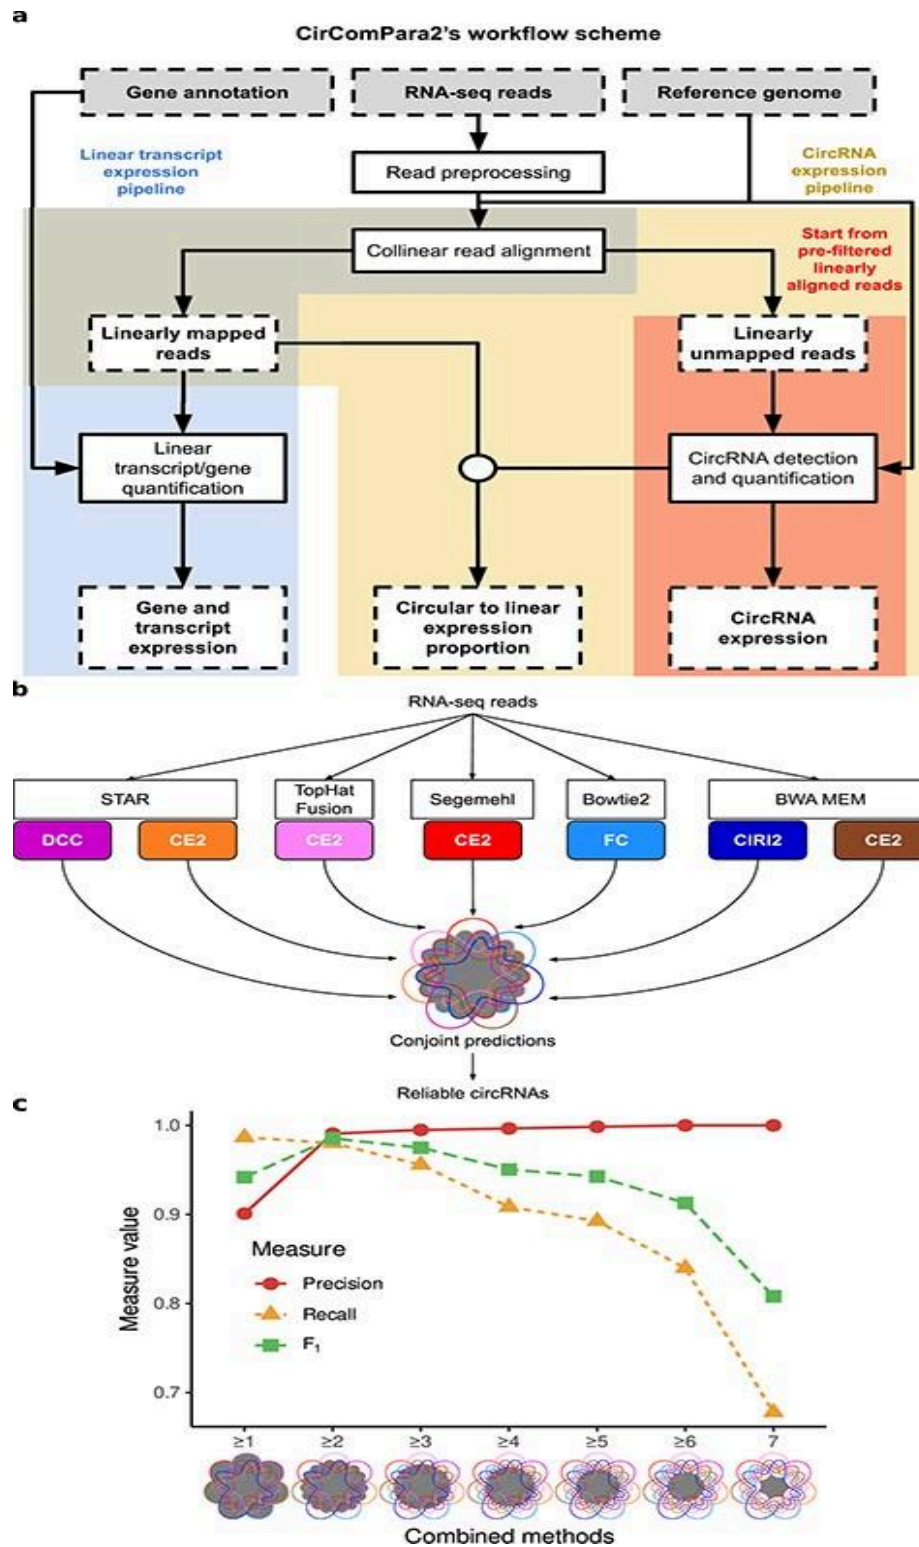 a
CirComPara2's workflow scheme
Gene annotation
RNA-seq reads
Reference genome
Linear transcript
expression
pipeline
Read preprocessing
CircRNA
expression
pipeline
Collinear read alignment
Start from
pre-filtered
linearly
aligned reads
Linearly mapped
reads
Linearly
unmapped reads
Linear
transcript/gene
quantification
CircRNA detection
and quantification
Gene and
transcript
expression
Circular to linear
expression
proportion
CircRNA
expression
b
RNA-seq reads
STAR
TopHat
Fusion
Segemehl
Bowtie2
BWA MEM
DCC
CE2
CE2
CE2
FC
CIRI2
CE2
Conjoint predictions
Reliable circRNAs
c
Measure value
1.0
0.9
0.8
0.7
Measure
Precision
Recall
F1
≥1
≥2
≥3
≥4
≥5
≥6
7
Combined methods